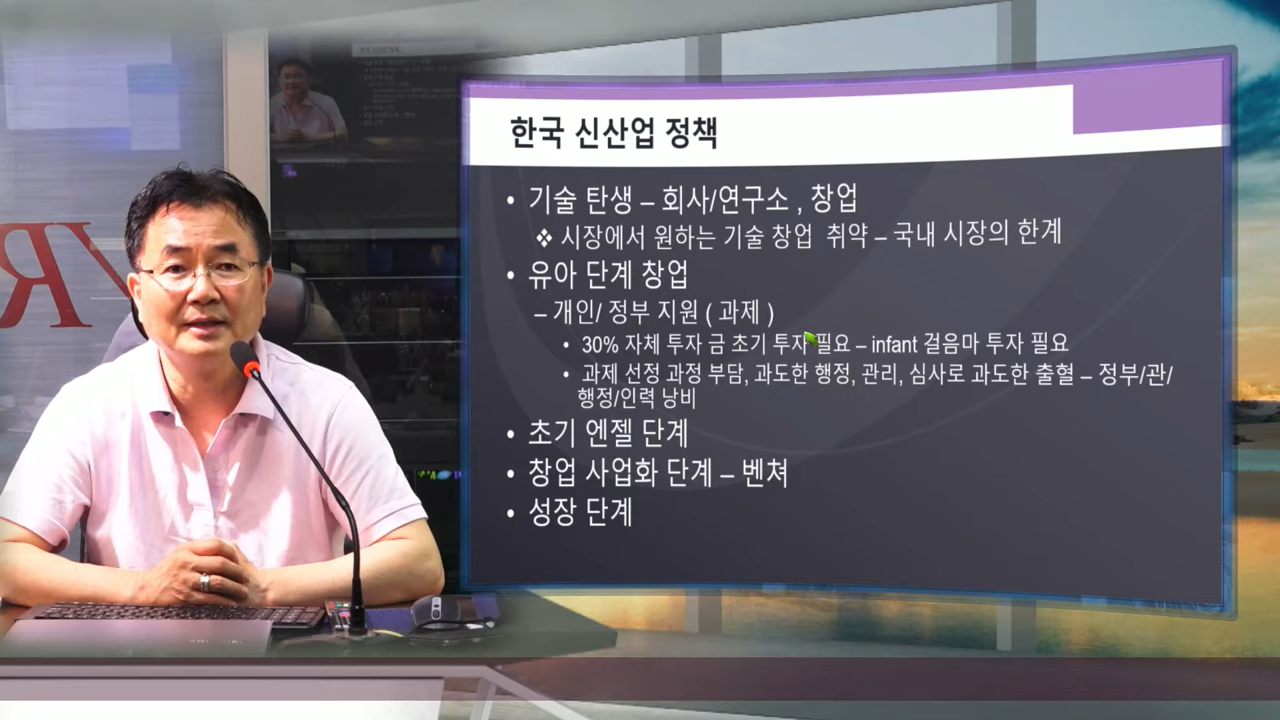 한국 신산업 정책
• 기술 탄생 – 회사/연구소 , 창업
❖ 시장에서 원하는 기술 창업 취약 – 국내 시장의 한계
• 유아 단계 창업
– 개인/ 정부 지원 ( 과제 )
• 30% 자체 투자 금 초기 투자 필요 – infant 걸음마 투자 필요
• 과제 선정 과정 부담, 과도한 행정, 관리, 심사로 과도한 출혈 – 정부/관/
행정/인력 낭비
• 초기 엔젤 단계
• 창업 사업화 단계 – 벤쳐
• 성장 단계